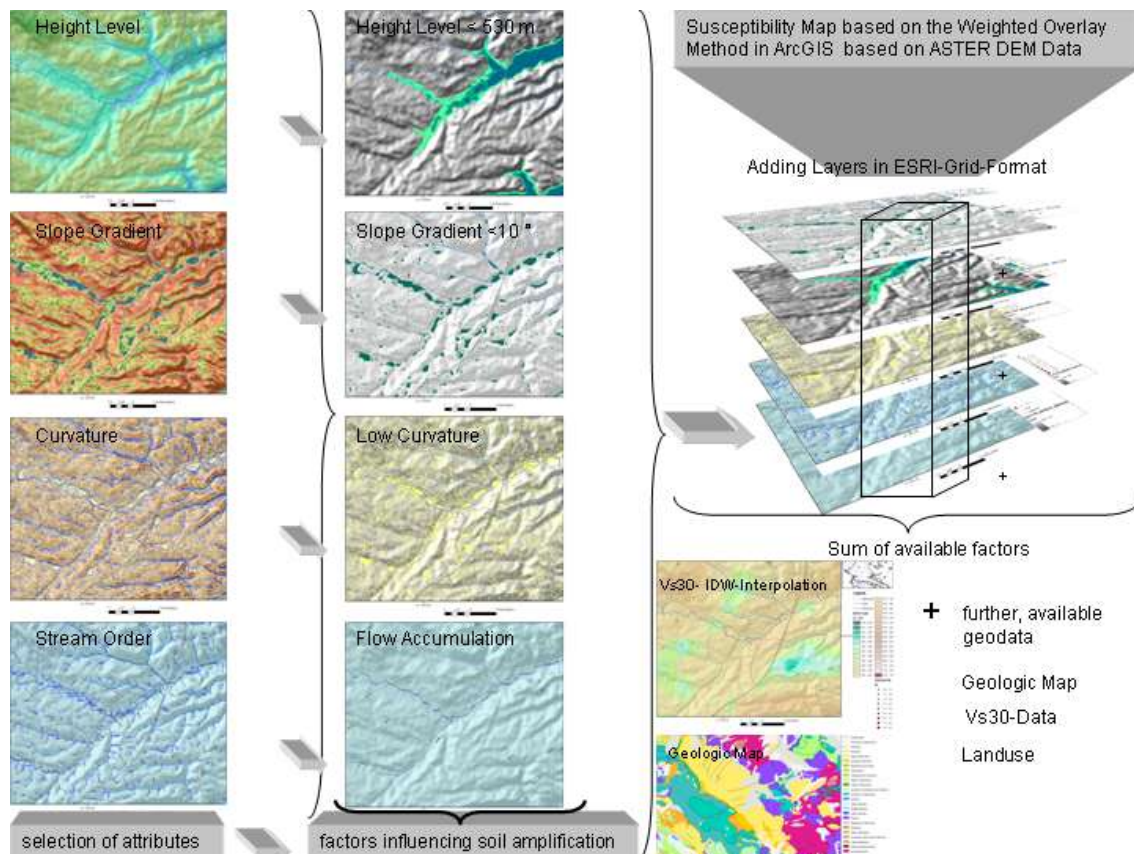 Height Level
Height Level < 530 m
Susceptibility Map based on the Weighted Overlay
Method in ArcGIS based on ASTER DEM Data
Adding Layers in ESRI-Grid-Format
Slope Gradient
Slope Gradient <10 °
+
+
+
Curvature
Low Curvature
Sum of available factors
Stream Order
Flow Accumulation
Vs30- IDW-Interpolation
+ further, available
geodata
Geologic Map
Vs30-Data
Landuse
Geologic Map
selection of attributes
factors influencing soil amplification